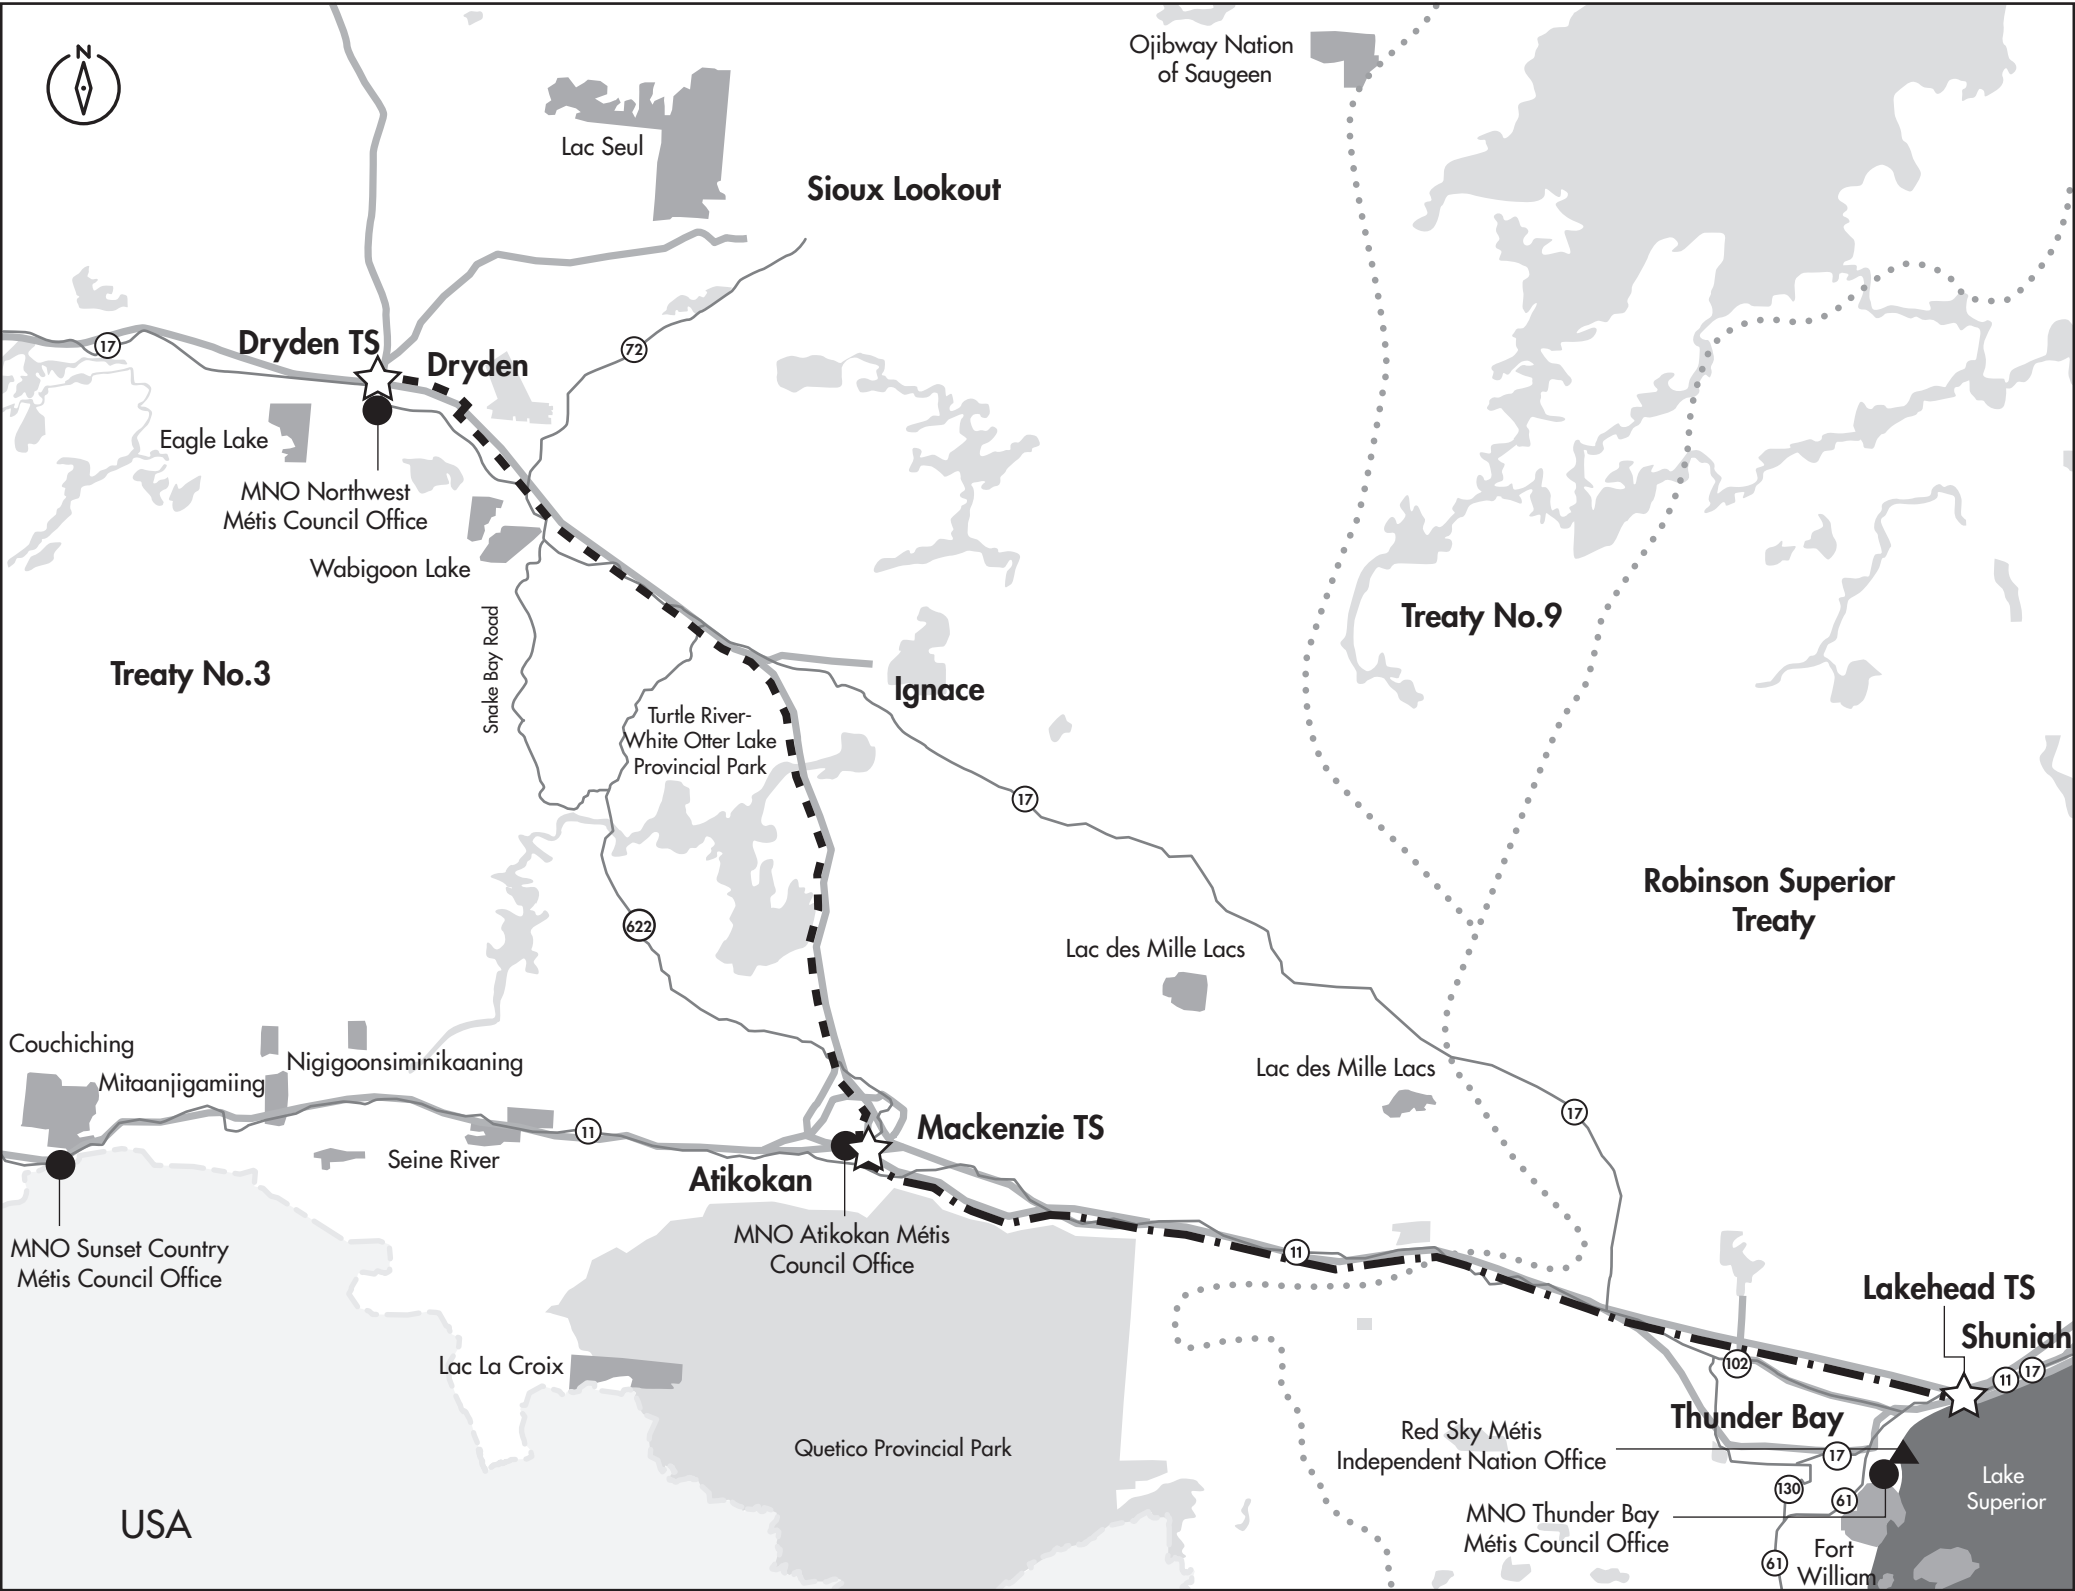 N
Ojibway Nation
of Saugeen
Lac Seul
Sioux Lookout
17
Dryden TS
Dryden
72
Eagle Lake
MNO Northwest
Métis Council Office
Wabigoon Lake
Snake Bay Road
Treaty No.3
Treaty No.9
Ignace
Turtle River-
White Otter Lake
Provincial Park
17
Robinson Superior
Treaty
622
Lac des Mille Lacs
Couchiching
Nigigoonsiminikaaning
Mitaanjigamiing
Lac des Mille Lacs
17
11
Mackenzie TS
Seine River
Atikokan
MNO Atikokan Métis
Council Office
MNO Sunset Country
Métis Council Office
11
Lakehead TS
Shuniah
Lac La Croix
102
11
17
Thunder Bay
Red Sky Métis
Independent Nation Office
17
Quetico Provincial Park
130
61
Lake
Superior
MNO Thunder Bay
Métis Council Office
USA
Fort
William
61